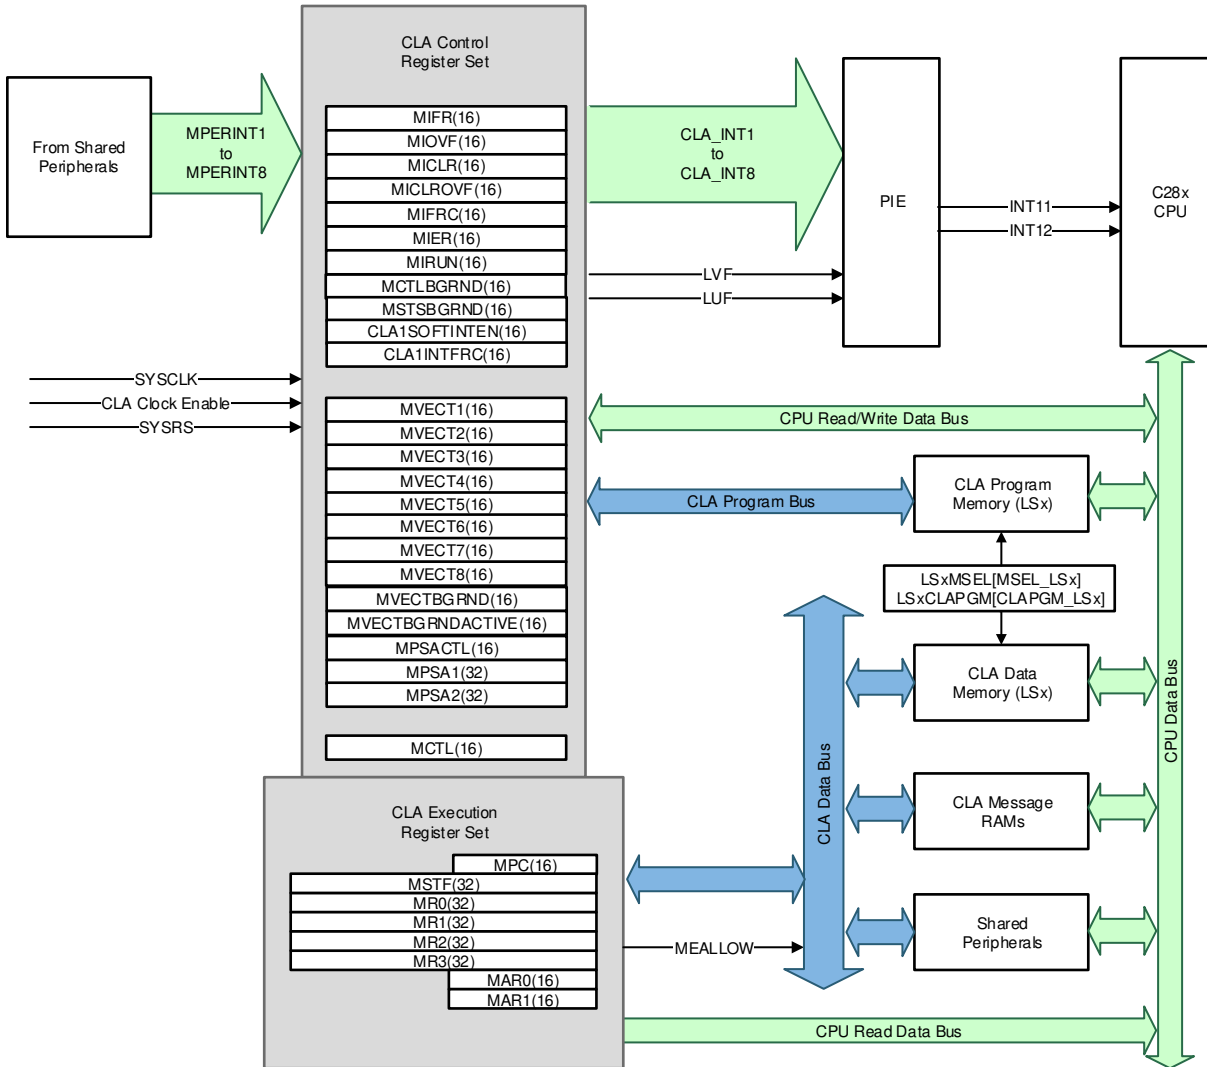 CLA Control
Register Set
From Shared
Peripherals
MPERINT1
to
MPERINT8
MIFR(16)
MIOVF(16)
MICLR(16)
MICLROVF(16)
MIFRC(16)
MIER(16)
MIRUN(16)
MCTLBGRND(16)
MSTSBGRND(16)
CLA1SOFTINTEN(16)
CLA1INTFRC(16)
CLA_INT1
to
CLA_INT8
LVF
LUF
PIE
INT11
INT12
C28x
CPU
SYSCLK
CLA Clock Enable
SYSRS
MVECT1(16)
MVECT2(16)
MVECT3(16)
MVECT4(16)
MVECT5(16)
MVECT6(16)
MVECT7(16)
MVECT8(16)
MVECTBGRND(16)
MVECTBGRNDACTIVE(16)
MPSACTL(16)
MPSA1(32)
MPSA2(32)
MCTL(16)
CPU Read/Write Data Bus
CLA Program Bus
CLA Program
Memory (LSx)
LSxMSEL[MSEL_LSx]
LSxCLAPGM[CLAPGM_LSx]
CLA Data
Memory (LSx)
CLA Data Bus
CPU Data Bus
CLA Message
RAMs
Shared
Peripherals
CLA Execution
Register Set
MPC(16)
MSTF(32)
MR0(32)
MR1(32)
MR2(32)
MR3(32)
MAR0(16)
MAR1(16)
MEALLOW
CPU Read Data Bus